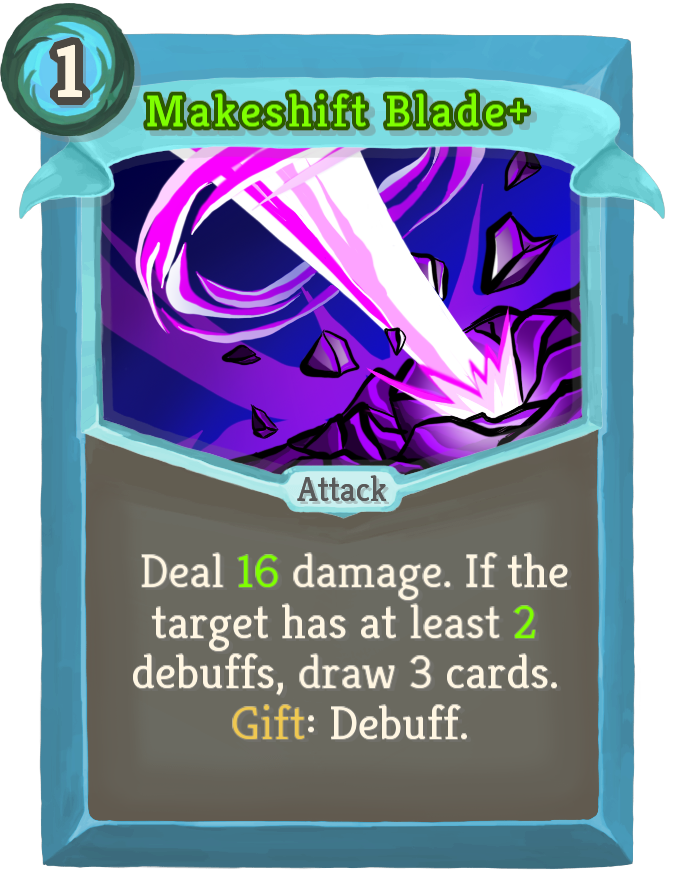 1
Makeshift Blade+
Attack
Deal 16 damage. If the
target has at least 2
debuffs, draw 3 cards.
Gift: Debuff.